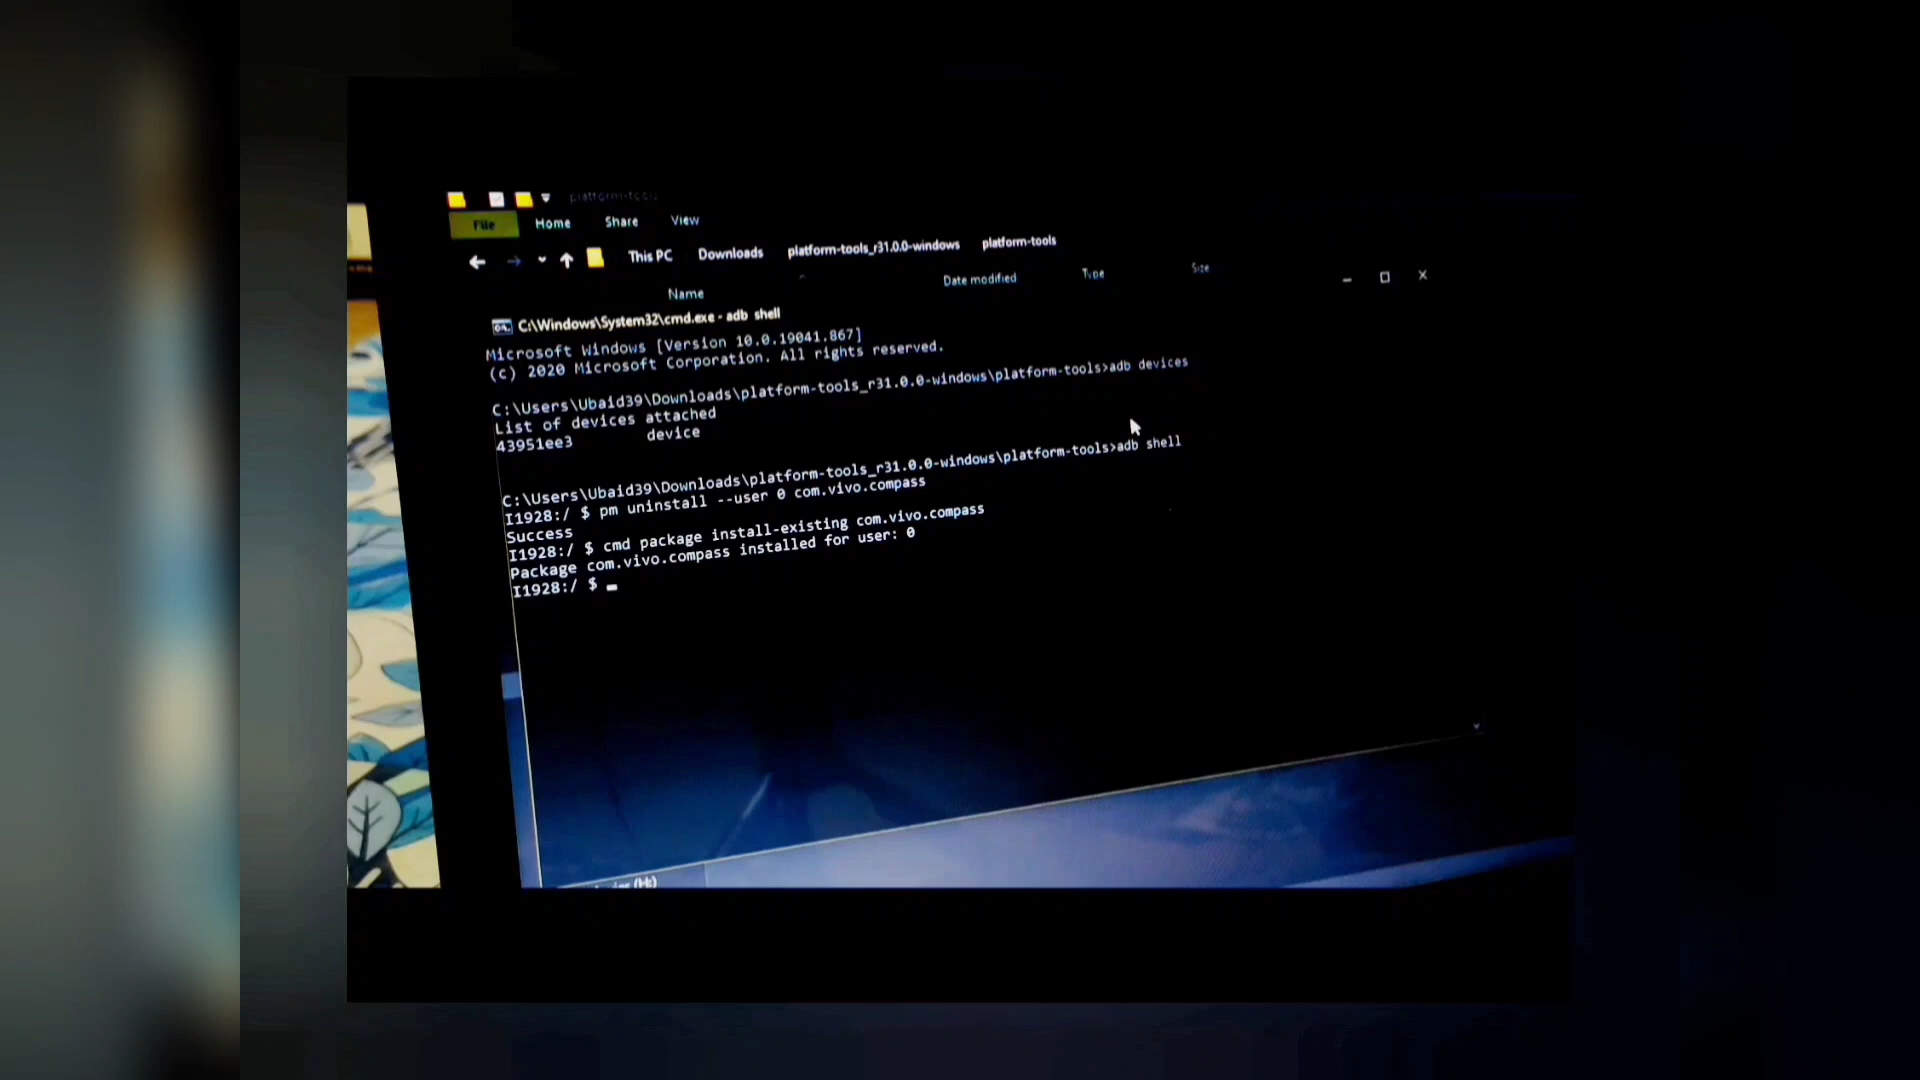 platform-tools
File Home Share View
This PC Downloads platform-tools_r31.0.0-windows platform-tools
Name Date modified Type Size
C:\Windows\System32\cmd.exe - adb shell
Microsoft Windows [Version 10.0.19041.867]
(c) 2020 Microsoft Corporation. All rights reserved.
C:\Users\Ubaid39\Downloads\platform-tools_r31.0.0-windows\platform-tools>adb devices
List of devices attached
43951ee3 device
C:\Users\Ubaid39\Downloads\platform-tools_r31.0.0-windows\platform-tools>adb shell
I1928:/ $ pm uninstall --user 0 com.vivo.compass
Success
I1928:/ $ cmd package install-existing com.vivo.compass
Package com.vivo.compass installed for user: 0
I1928:/ $
(H:)